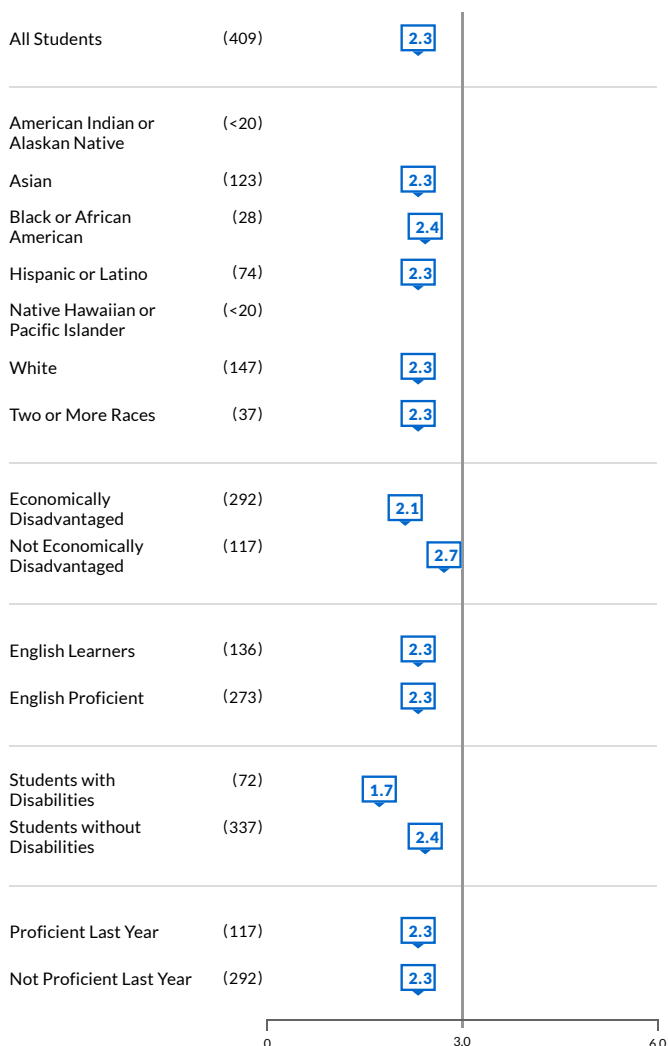 All Students (409) 2.3
American Indian or (<20)
Alaskan Native
Asian (123) 2.3
Black or African (28) 2.4
American
Hispanic or Latino (74) 2.3
Native Hawaiian or (<20)
Pacific Islander
White (147) 2.3
Two or More Races (37) 2.3
Economically (292) 2.1
Disadvantaged
Not Economically (117) 2.7
Disadvantaged
English Learners (136) 2.3
English Proficient (273) 2.3
Students with (72) 1.7
Disabilities
Students without (337) 2.4
Disabilities
Proficient Last Year (117) 2.3
Not Proficient Last Year (292) 2.3
0 3.0 6.0